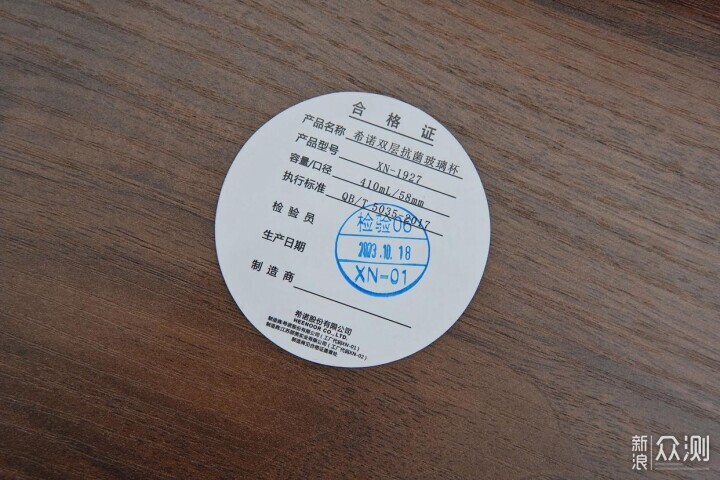 合格证
产品名称 希诺双层抗菌玻璃杯
产品型号 XN-1927
容量/口径 410mL/58mm
执行标准 QB/T 5035-2017
检验员 检验06
生产日期 2023.10.18
制造商 XN-01
希诺股份有限公司
HEENOOR CO., LTD.
新浪众测